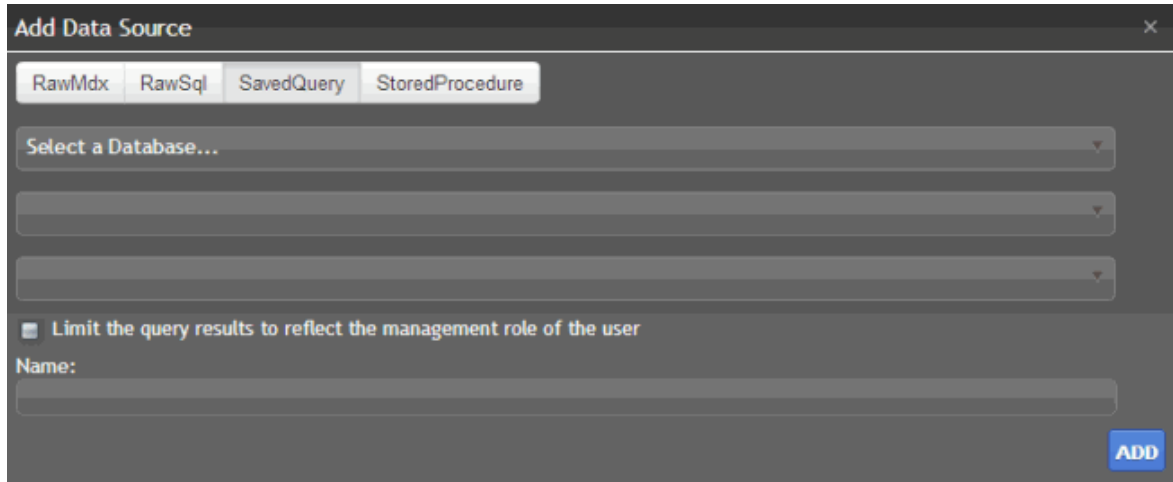 Add Data Source
RawMdx RawSql SavedQuery StoredProcedure
Select a Database...
Limit the query results to reflect the management role of the user
Name:
ADD